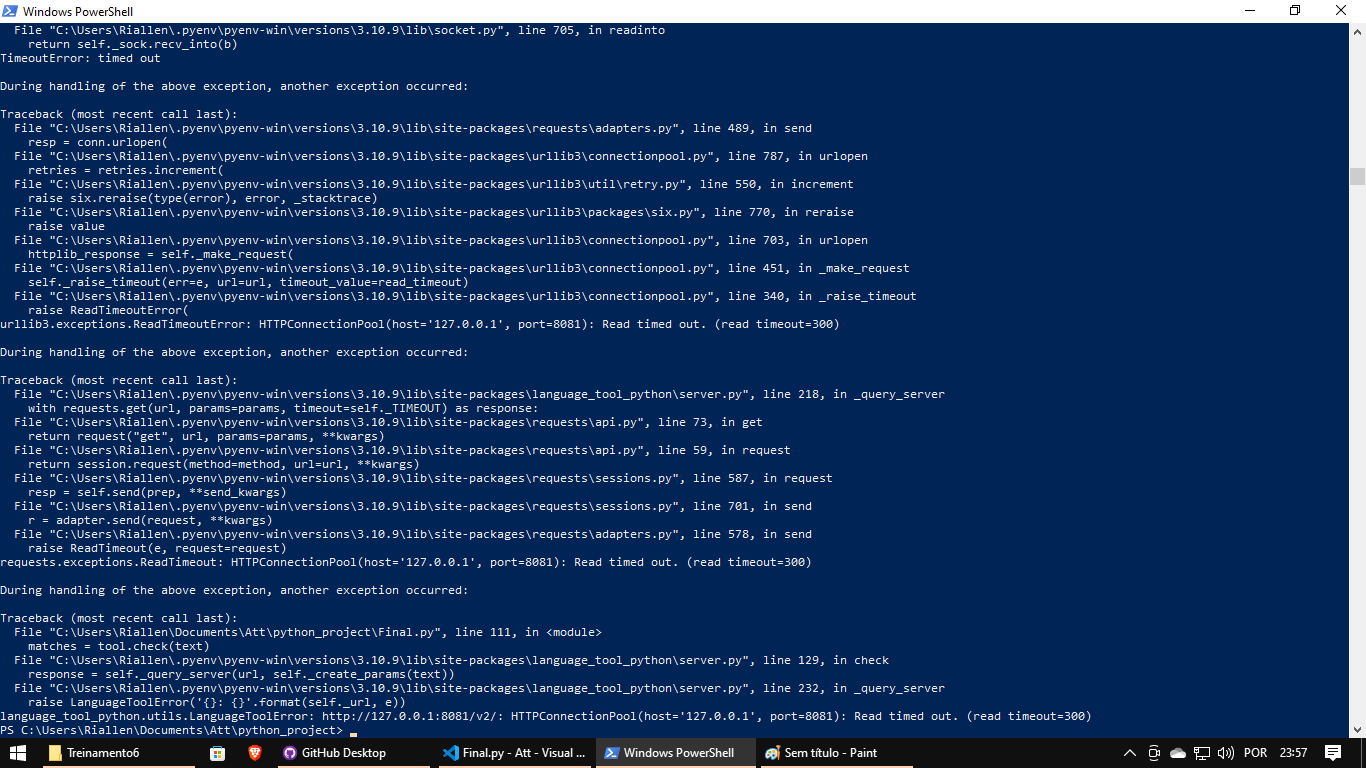 Windows PowerShell
  File "C:\Users\Riallen\.pyenv\pyenv-win\versions\3.10.9\lib\socket.py", line 705, in readinto
    return self._sock.recv_into(b)
TimeoutError: timed out
During handling of the above exception, another exception occurred:
Traceback (most recent call last):
  File "C:\Users\Riallen\.pyenv\pyenv-win\versions\3.10.9\lib\site-packages\requests\adapters.py", line 489, in send
    resp = conn.urlopen(
  File "C:\Users\Riallen\.pyenv\pyenv-win\versions\3.10.9\lib\site-packages\urllib3\connectionpool.py", line 787, in urlopen
    retries = retries.increment(
  File "C:\Users\Riallen\.pyenv\pyenv-win\versions\3.10.9\lib\site-packages\urllib3\util\retry.py", line 550, in increment
    raise six.reraise(type(error), error, _stacktrace)
  File "C:\Users\Riallen\.pyenv\pyenv-win\versions\3.10.9\lib\site-packages\urllib3\packages\six.py", line 770, in reraise
    raise value
  File "C:\Users\Riallen\.pyenv\pyenv-win\versions\3.10.9\lib\site-packages\urllib3\connectionpool.py", line 703, in urlopen
    httplib_response = self._make_request(
  File "C:\Users\Riallen\.pyenv\pyenv-win\versions\3.10.9\lib\site-packages\urllib3\connectionpool.py", line 451, in _make_request
    self._raise_timeout(err=e, url=url, timeout_value=read_timeout)
  File "C:\Users\Riallen\.pyenv\pyenv-win\versions\3.10.9\lib\site-packages\urllib3\connectionpool.py", line 340, in _raise_timeout
    raise ReadTimeoutError(
urllib3.exceptions.ReadTimeoutError: HTTPConnectionPool(host='127.0.0.1', port=8081): Read timed out. (read timeout=300)
During handling of the above exception, another exception occurred:
Traceback (most recent call last):
  File "C:\Users\Riallen\.pyenv\pyenv-win\versions\3.10.9\lib\site-packages\language_tool_python\server.py", line 218, in _query_server
    with requests.get(url, params=params, timeout=self._TIMEOUT) as response:
  File "C:\Users\Riallen\.pyenv\pyenv-win\versions\3.10.9\lib\site-packages\requests\api.py", line 73, in get
    return request("get", url, params=params, **kwargs)
  File "C:\Users\Riallen\.pyenv\pyenv-win\versions\3.10.9\lib\site-packages\requests\api.py", line 59, in request
    return session.request(method=method, url=url, **kwargs)
  File "C:\Users\Riallen\.pyenv\pyenv-win\versions\3.10.9\lib\site-packages\requests\sessions.py", line 587, in request
    resp = self.send(prep, **send_kwargs)
  File "C:\Users\Riallen\.pyenv\pyenv-win\versions\3.10.9\lib\site-packages\requests\sessions.py", line 701, in send
    r = adapter.send(request, **kwargs)
  File "C:\Users\Riallen\.pyenv\pyenv-win\versions\3.10.9\lib\site-packages\requests\adapters.py", line 578, in send
    raise ReadTimeout(e, request=request)
requests.exceptions.ReadTimeout: HTTPConnectionPool(host='127.0.0.1', port=8081): Read timed out. (read timeout=300)
During handling of the above exception, another exception occurred:
Traceback (most recent call last):
  File "C:\Users\Riallen\Documents\Att\python_project\Final.py", line 111, in <module>
    matches = tool.check(text)
  File "C:\Users\Riallen\.pyenv\pyenv-win\versions\3.10.9\lib\site-packages\language_tool_python\server.py", line 129, in check
    response = self._query_server(url, self._create_params(text))
  File "C:\Users\Riallen\.pyenv\pyenv-win\versions\3.10.9\lib\site-packages\language_tool_python\server.py", line 232, in _query_server
    raise LanguageToolError('{}: {}'.format(self._url, e))
language_tool_python.utils.LanguageToolError: http://127.0.0.1:8081/v2/: HTTPConnectionPool(host='127.0.0.1', port=8081): Read timed out. (read timeout=300)
PS C:\Users\Riallen\Documents\Att\python_project>
Treinamento6 GitHub Desktop Final.py - Att - Visual ... Windows PowerShell Sem título - Paint POR 23:57